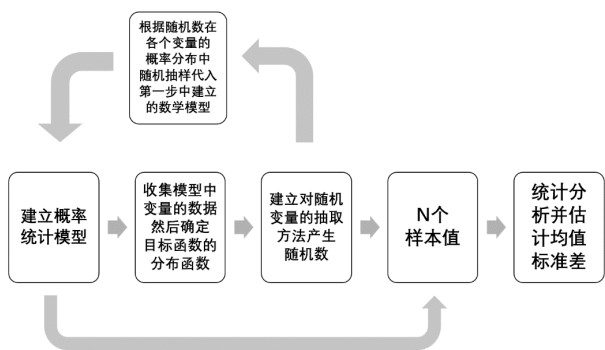 根据随机数在
各个变量的
概率分布中
随机抽样代入
第一步中建立
的数学模型
建立概率
统计模型
收集模型中
变量的数据
然后确定
目标函数的
分布函数
建立对随机
变量的抽取
方法产生
随机数
N个
样本值
统计分
析并估
计均值
标准差